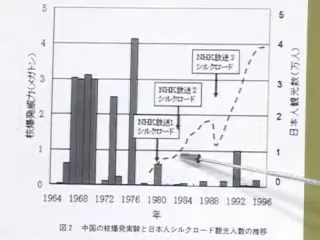 核爆発威力(メガトン)
5
4
3
2
1
0
5
4
3
2
1
0
日本人観光数(万人)
NHK放送3
シルクロード
NHK放送2
シルクロード
NHK放送1
シルクロード
1964 1968 1972 1976 1980 1984 1988 1992 1996
年
図2 中国の核爆発実験と日本人シルクロード観光人数の推移